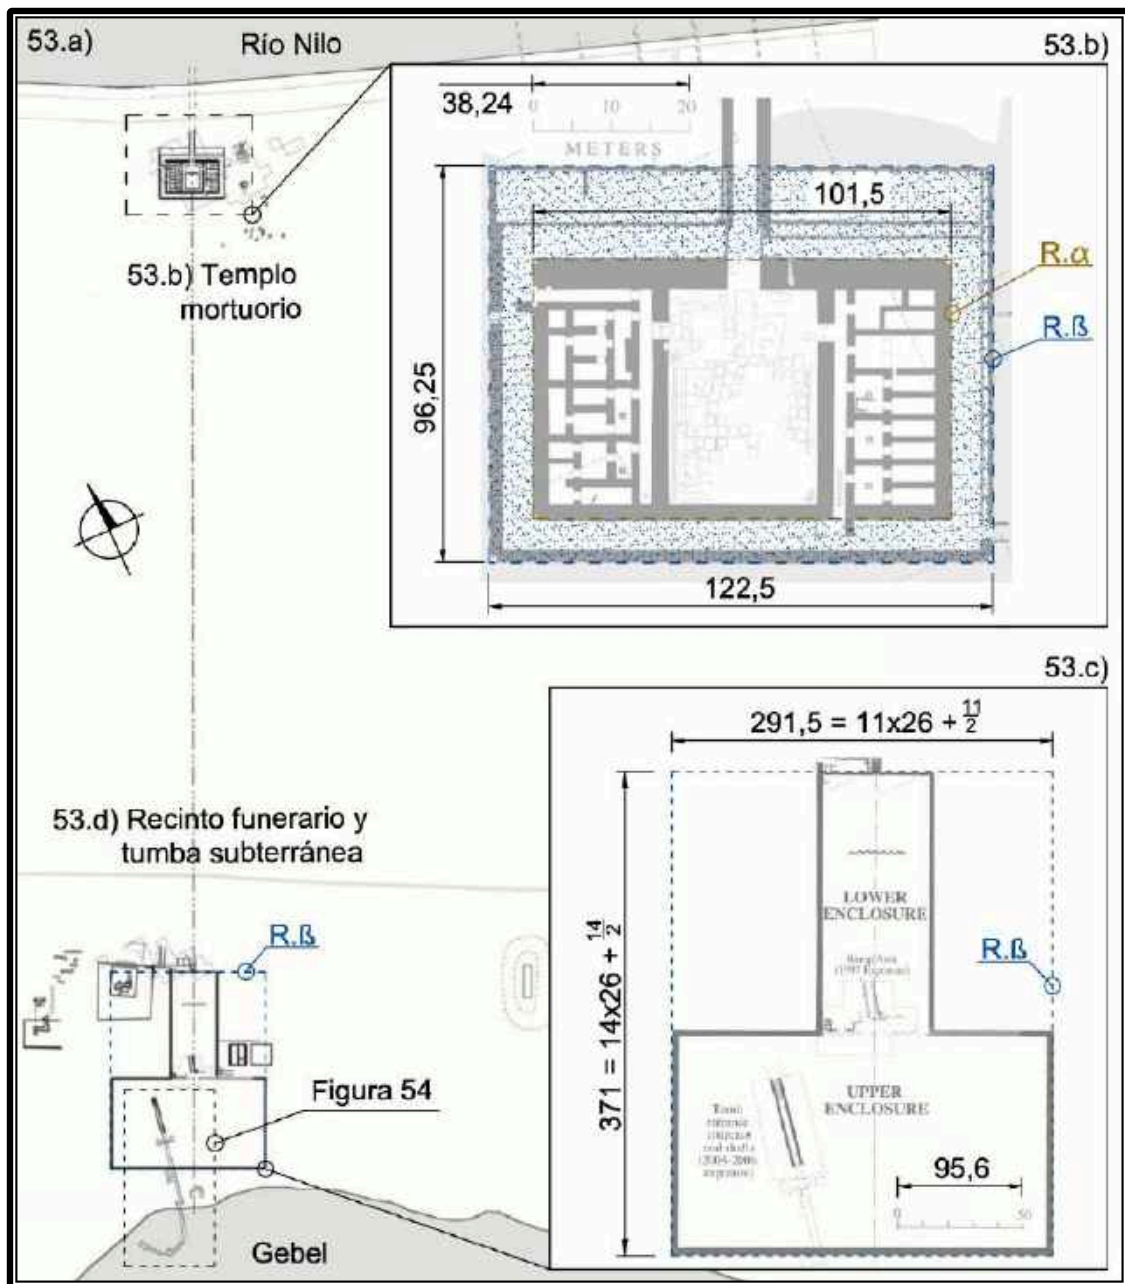 53.a)
Río Nilo
53.b)
38,24
0 10 20
METERS
101,5
R.α
R.ß
96,25
122,5
53.b) Templo
mortuorio
53.c)
291,5 = 11x26 + 11/2
371 = 14x26 + 14/2
LOWER
ENCLOSURE
R.ß
UPPER
ENCLOSURE
Tomb
entrance
95,6
0 50
53.d) Recinto funerario y
tumba subterránea
R.ß
Figura 54
Gebel